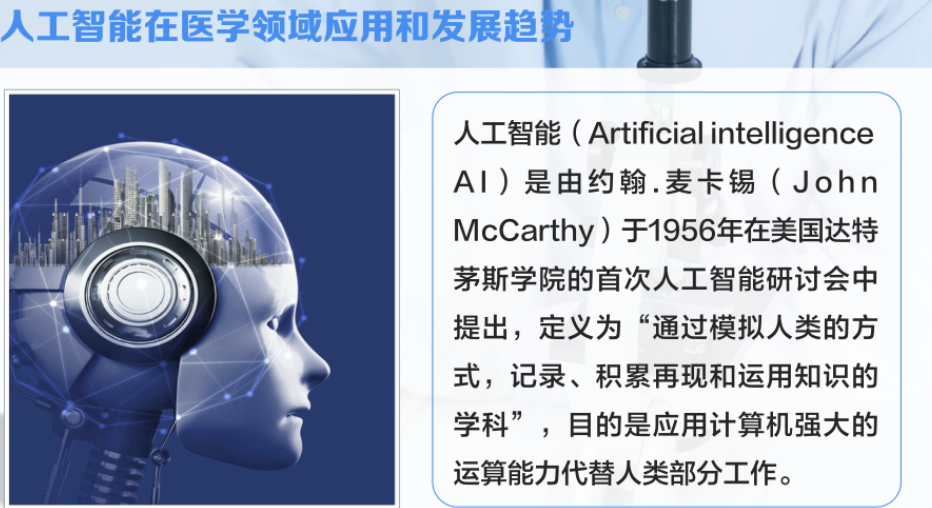 人工智能在医学领域应用和发展趋势
人工智能（Artificial intelligence
AI）是由约翰.麦卡锡（John
McCarthy）于1956年在美国达特
茅斯学院的首次人工智能研讨会中
提出，定义为“通过模拟人类的方
式，记录、积累再现和运用知识的
学科”，目的是应用计算机强大的
运算能力代替人类部分工作。